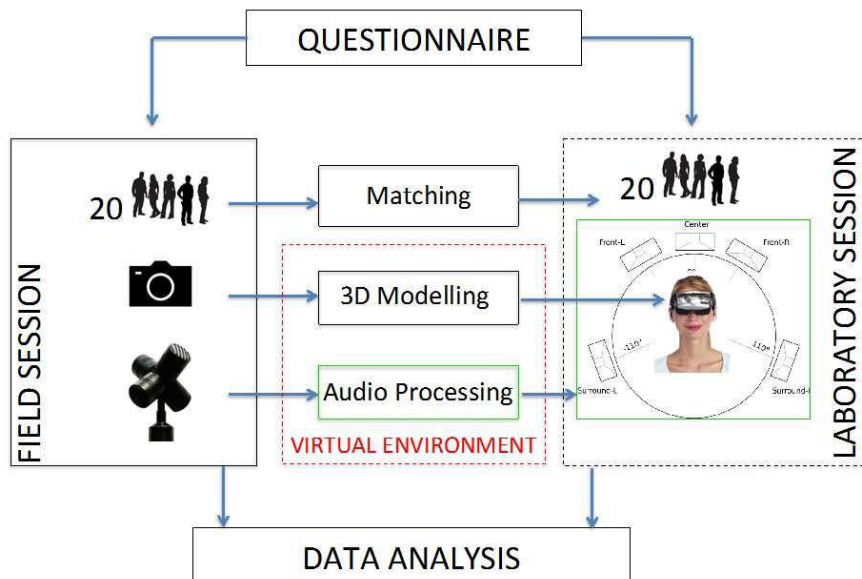 QUESTIONNAIRE
FIELD SESSION
20
Matching
3D Modelling
Audio Processing
VIRTUAL ENVIRONMENT
LABORATORY SESSION
20
Center
Front-L
Front-R
-110°
110°
Surround-L
DATA ANALYSIS